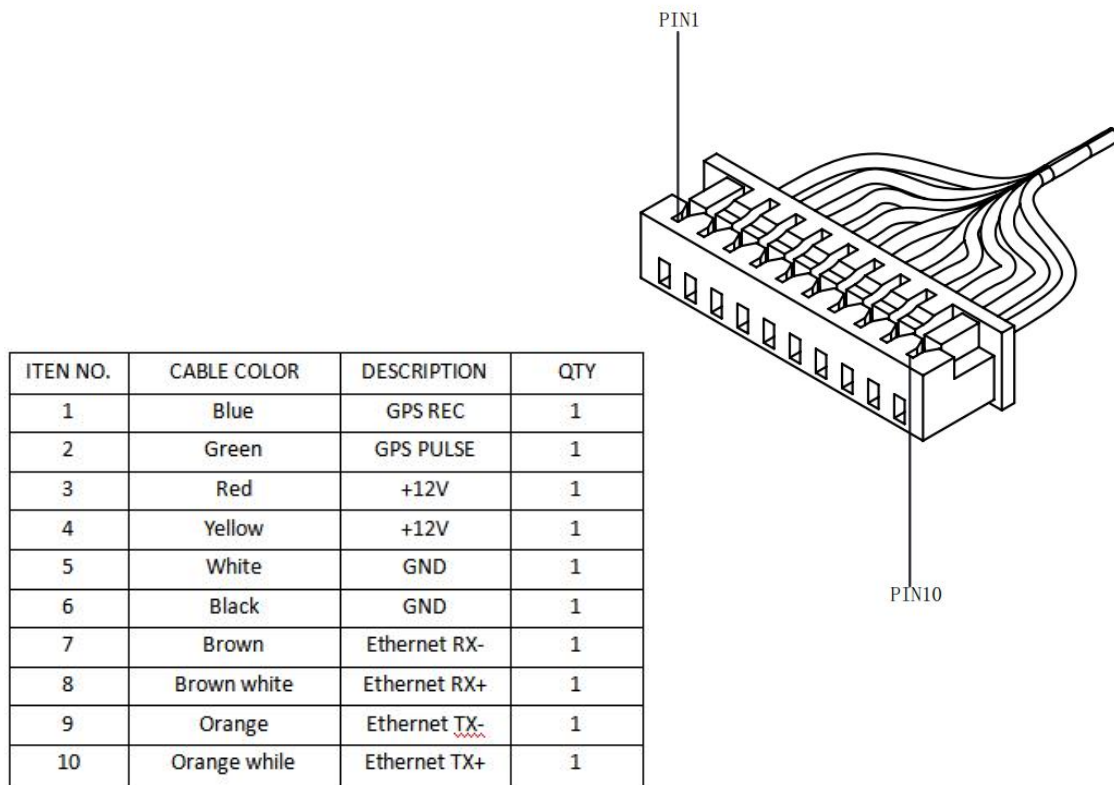 PIN1
ITEN NO. CABLE COLOR DESCRIPTION QTY
1 Blue GPS REC 1
2 Green GPS PULSE 1
3 Red +12V 1
4 Yellow +12V 1
5 White GND 1
6 Black GND 1
7 Brown Ethernet RX- 1
8 Brown white Ethernet RX+ 1
9 Orange Ethernet TX- 1
10 Orange while Ethernet TX+ 1
PIN10